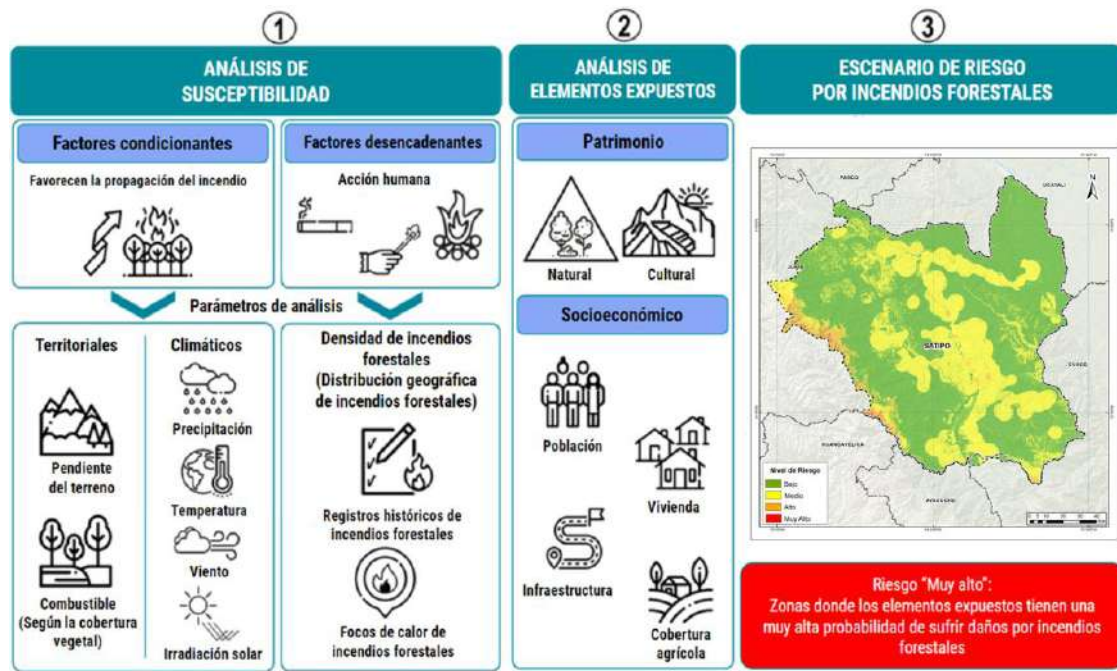 1
ANÁLISIS DE
SUSCEPTIBILIDAD
Factores condicionantes
Favorecen la propagación del incendio
Factores desencadenantes
Acción humana
Parámetros de análisis
Territoriales
Pendiente
del terreno
Combustible
(Según la cobertura
vegetal)
Climáticos
Precipitación
Temperatura
Viento
Irradiación solar
Densidad de incendios
forestales
(Distribución geográfica
de incendios forestales)
Registros históricos de
incendios forestales
Focos de calor de
incendios forestales
2
ANÁLISIS DE
ELEMENTOS EXPUESTOS
Patrimonio
Natural
Cultural
Socioeconómico
Población
Vivienda
Infraestructura
Cobertura
agrícola
3
ESCENARIO DE RIESGO
POR INCENDIOS FORESTALES
PASCO
UCAYALI
N
SATIPO
HUANCAVELICA
Nivel de Riesgo
Bajo
Medio
Alto
Muy Alto
Riesgo "Muy alto":
Zonas donde los elementos expuestos tienen una
muy alta probabilidad de sufrir daños por incendios
forestales